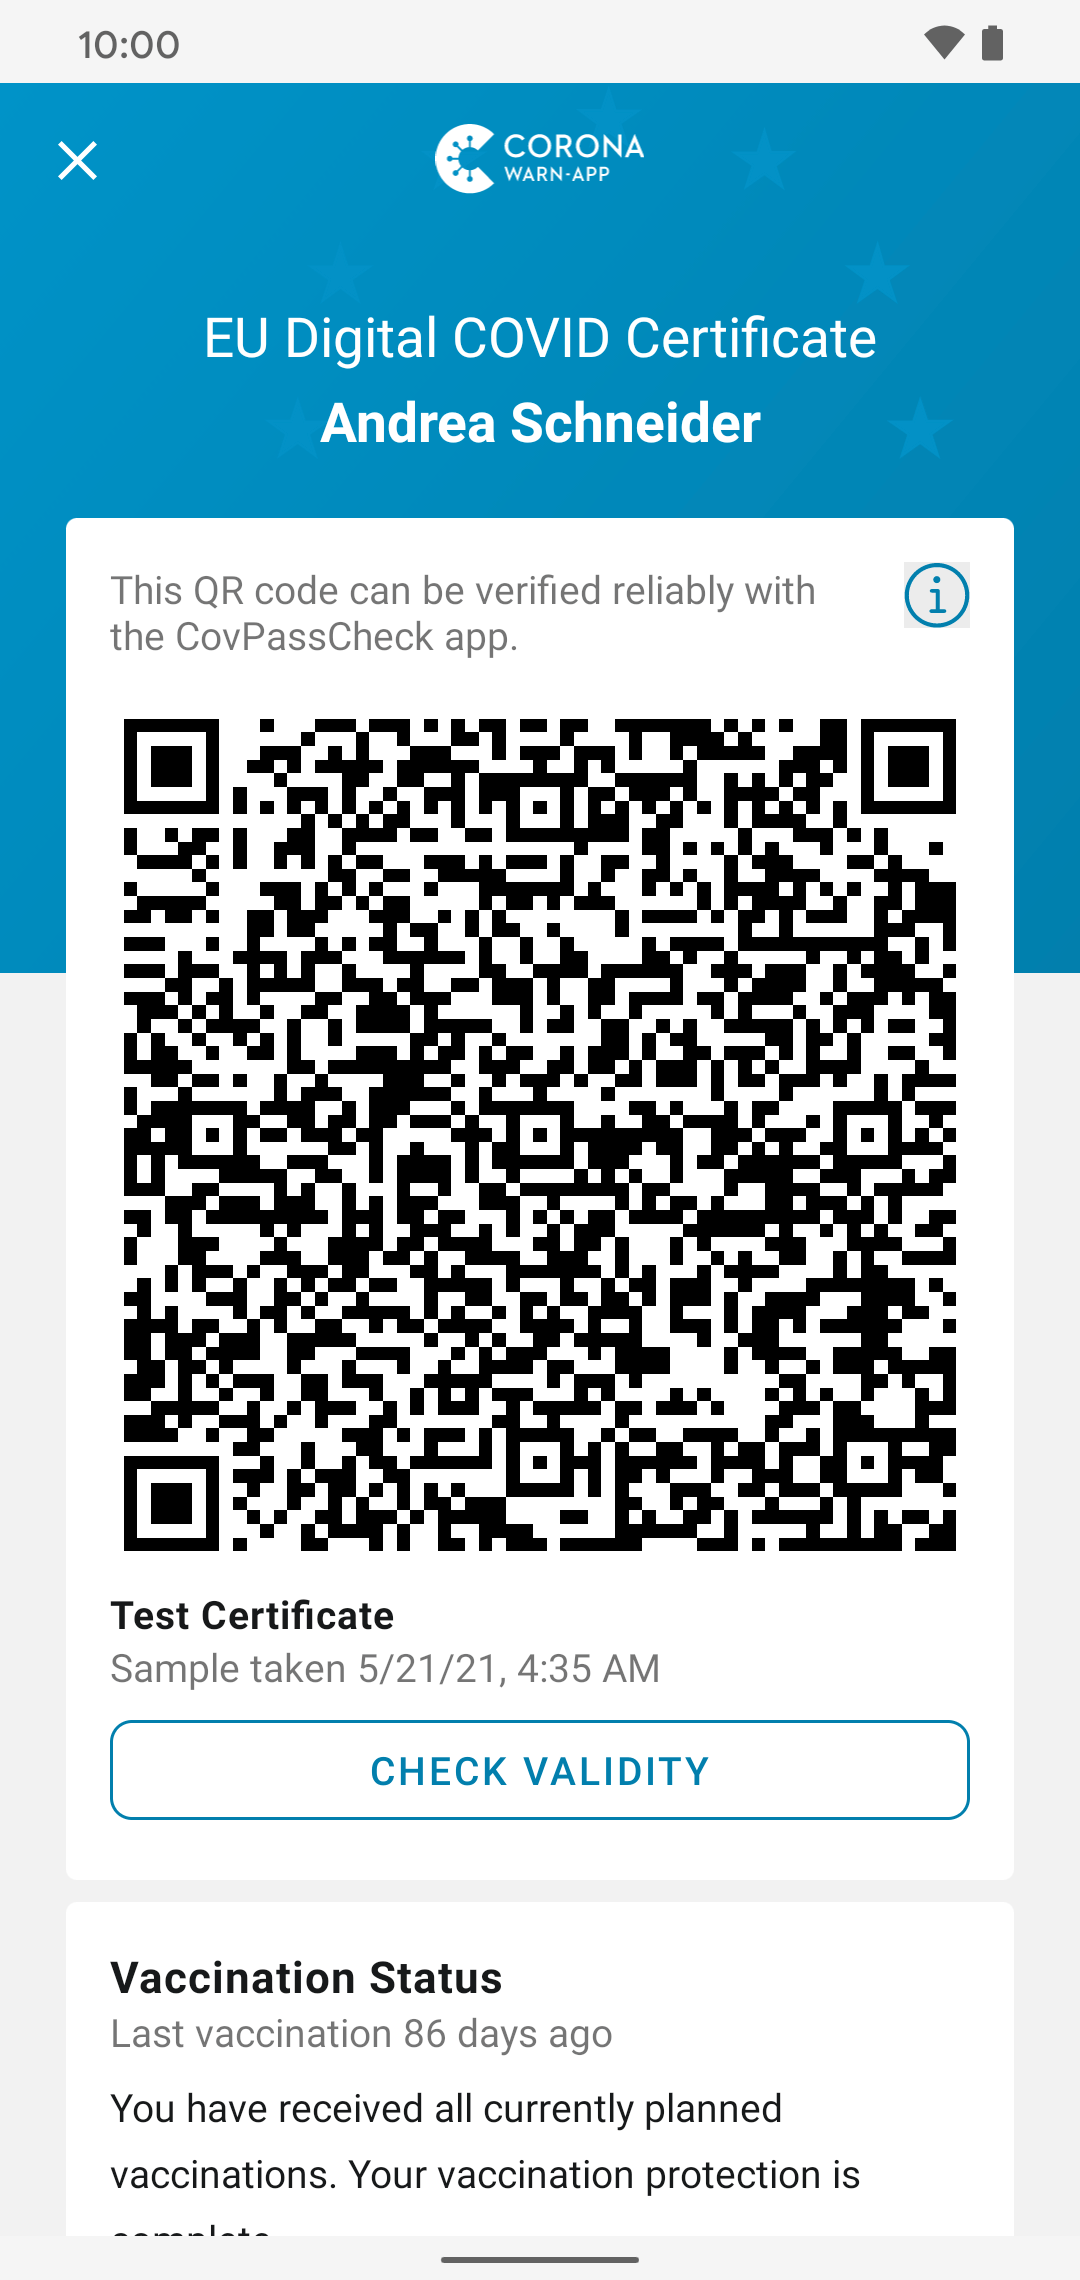 10:00
CORONA
WARN-APP
EU Digital COVID Certificate
Andrea Schneider
This QR code can be verified reliably with
the CovPassCheck app.
Test Certificate
Sample taken 5/21/21, 4:35 AM
CHECK VALIDITY
Vaccination Status
Last vaccination 86 days ago
You have received all currently planned
vaccinations. Your vaccination protection is